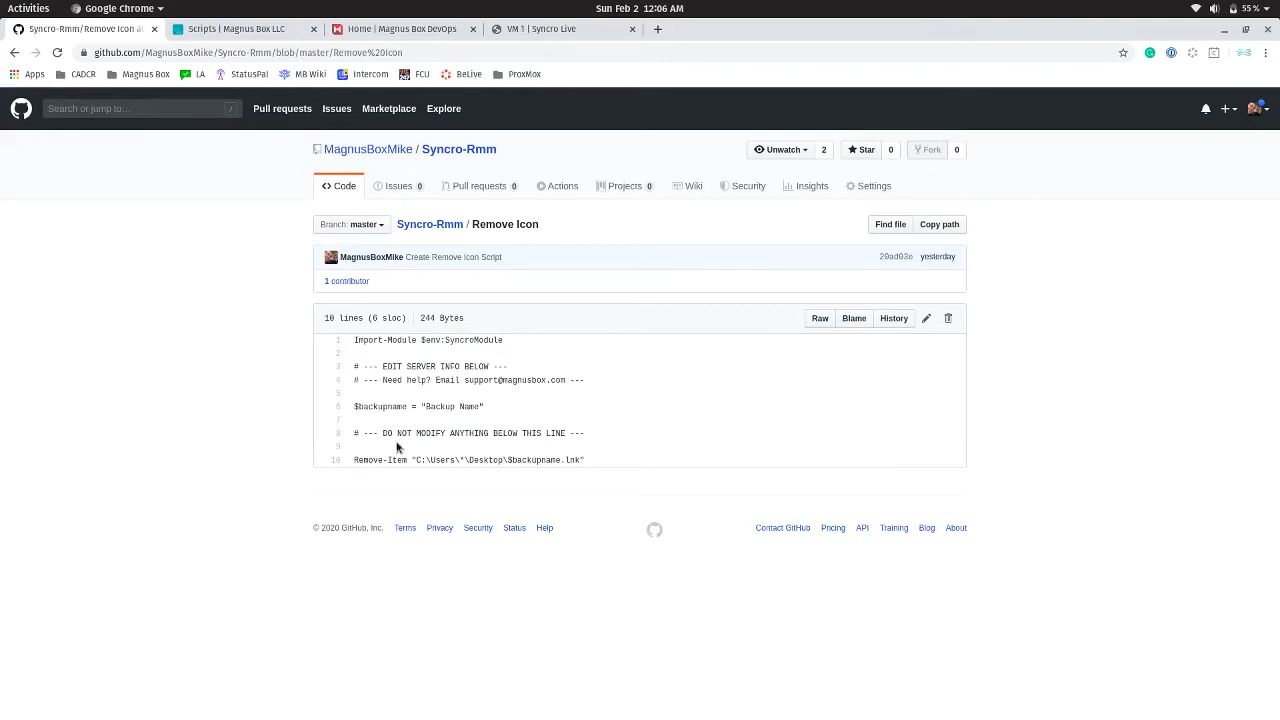 Activities Google Chrome Sun Feb 2 12:06 AM 55 %
Syncro-Rmm/Remove Icon at Scripts | Magnus Box LLC Home | Magnus Box DevOps VM 1 | Syncro Live
github.com/MagnusBoxMike/Syncro-Rmm/blob/master/Remove%20Icon
Apps CADCR Magnus Box LA StatusPal MB Wiki Intercom FCU BeLive ProxMox
Search or jump to... / Pull requests Issues Marketplace Explore
MagnusBoxMike / Syncro-Rmm Unwatch 2 Star 0 Fork 0
Code Issues 0 Pull requests 0 Actions Projects 0 Wiki Security Insights Settings
Branch: master Syncro-Rmm / Remove Icon Find file Copy path
MagnusBoxMike Create Remove Icon Script 20ad03e yesterday
1 contributor
10 lines (6 sloc) 244 Bytes Raw Blame History
1 Import-Module $env:SyncroModule
2
3 # --- EDIT SERVER INFO BELOW ---
4 # --- Need help? Email support@magnusbox.com ---
5
6 $backupname = "Backup Name"
7
8 # --- DO NOT MODIFY ANYTHING BELOW THIS LINE ---
9
10 Remove-Item "C:\Users\*\Desktop\$backupname.lnk"
© 2020 GitHub, Inc. Terms Privacy Security Status Help Contact GitHub Pricing API Training Blog About